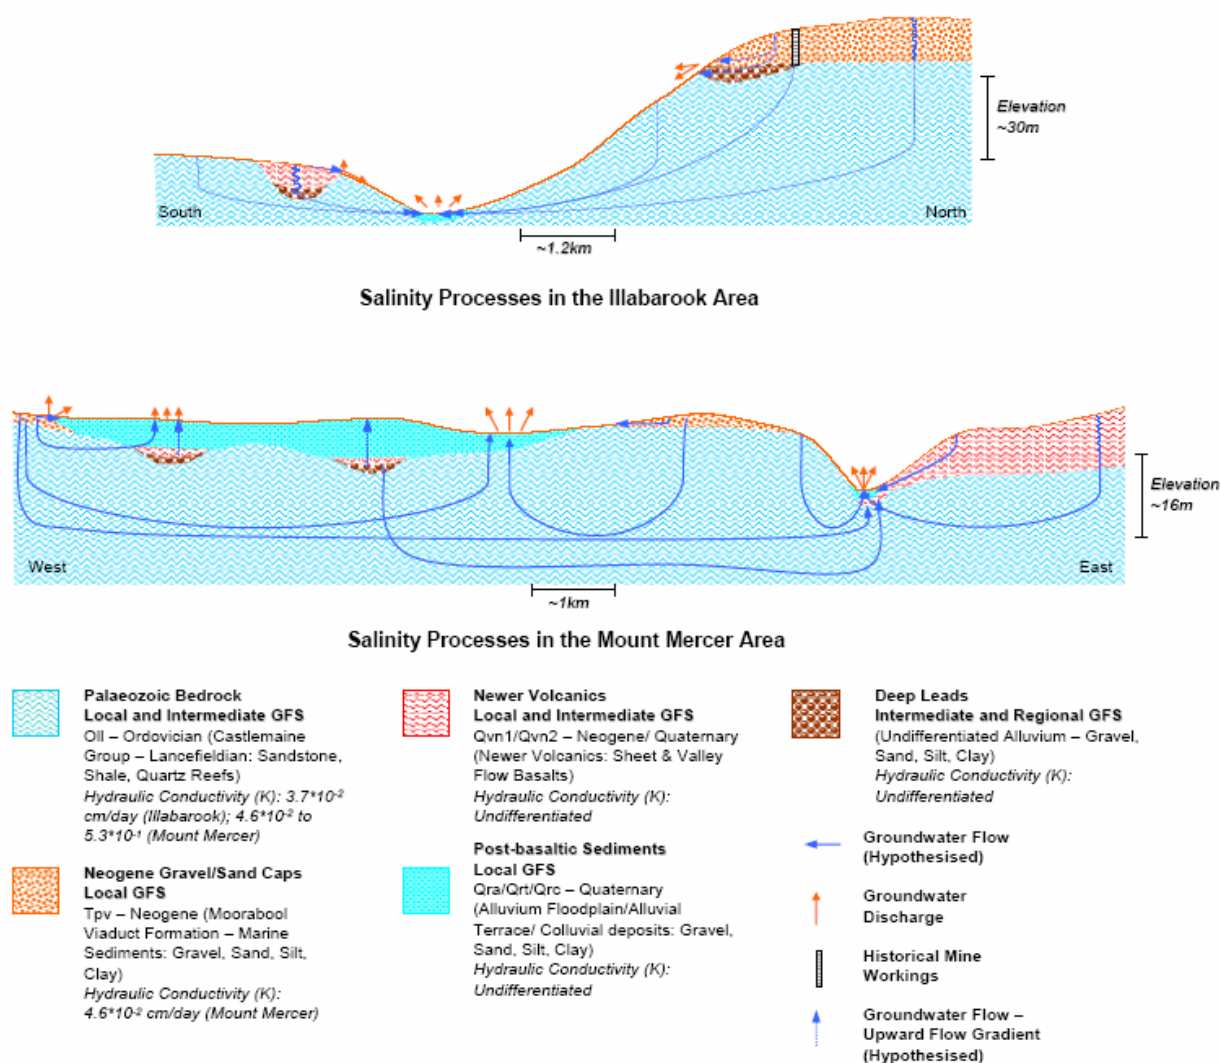 Elevation
~30m
South
North
~1.2km
Salinity Processes in the Illabarook Area
West
East
Elevation
~16m
~1km
Salinity Processes in the Mount Mercer Area
Palaeozoic Bedrock
Local and Intermediate GFS
Oll – Ordovician (Castlemaine
Group – Lancefieldian: Sandstone,
Shale, Quartz Reefs)
Hydraulic Conductivity (K): 3.7*10⁻²
cm/day (Illabarook); 4.6*10⁻² to
5.3*10⁻¹ (Mount Mercer)
Neogene Gravel/Sand Caps
Local GFS
Tpv – Neogene (Moorabool
Viaduct Formation – Marine
Sediments: Gravel, Sand, Silt,
Clay)
Hydraulic Conductivity (K):
4.6*10⁻² cm/day (Mount Mercer)
Newer Volcanics
Local and Intermediate GFS
Qvn1/Qvn2 – Neogene/ Quaternary
(Newer Volcanics: Sheet & Valley
Flow Basalts)
Hydraulic Conductivity (K):
Undifferentiated
Post-basaltic Sediments
Local GFS
Qra/Qrt/Qrc – Quaternary
(Alluvium Floodplain/Alluvial
Terrace/ Colluvial deposits: Gravel,
Sand, Silt, Clay)
Hydraulic Conductivity (K):
Undifferentiated
Deep Leads
Intermediate and Regional GFS
(Undifferentiated Alluvium – Gravel,
Sand, Silt, Clay)
Hydraulic Conductivity (K):
Undifferentiated
Groundwater Flow
(Hypothesised)
Groundwater
Discharge
Historical Mine
Workings
Groundwater Flow –
Upward Flow Gradient
(Hypothesised)